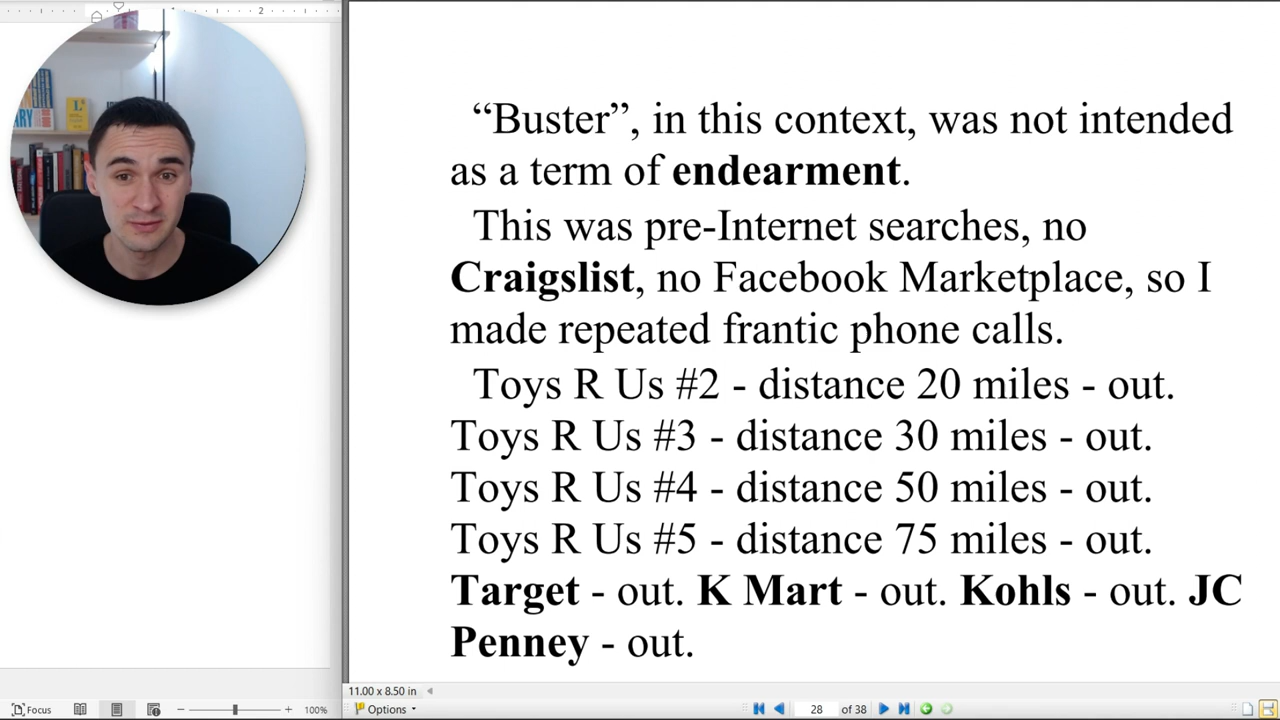 1
2
“Buster”, in this context, was not intended
as a term of endearment.
This was pre-Internet searches, no
Craigslist, no Facebook Marketplace, so I
made repeated frantic phone calls.
Toys R Us #2 - distance 20 miles - out.
Toys R Us #3 - distance 30 miles - out.
Toys R Us #4 - distance 50 miles - out.
Toys R Us #5 - distance 75 miles - out.
Target - out. K Mart - out. Kohls - out. JC
Penney - out.
11.00 x 8.50 in
Focus
100%
Options
28 of 38